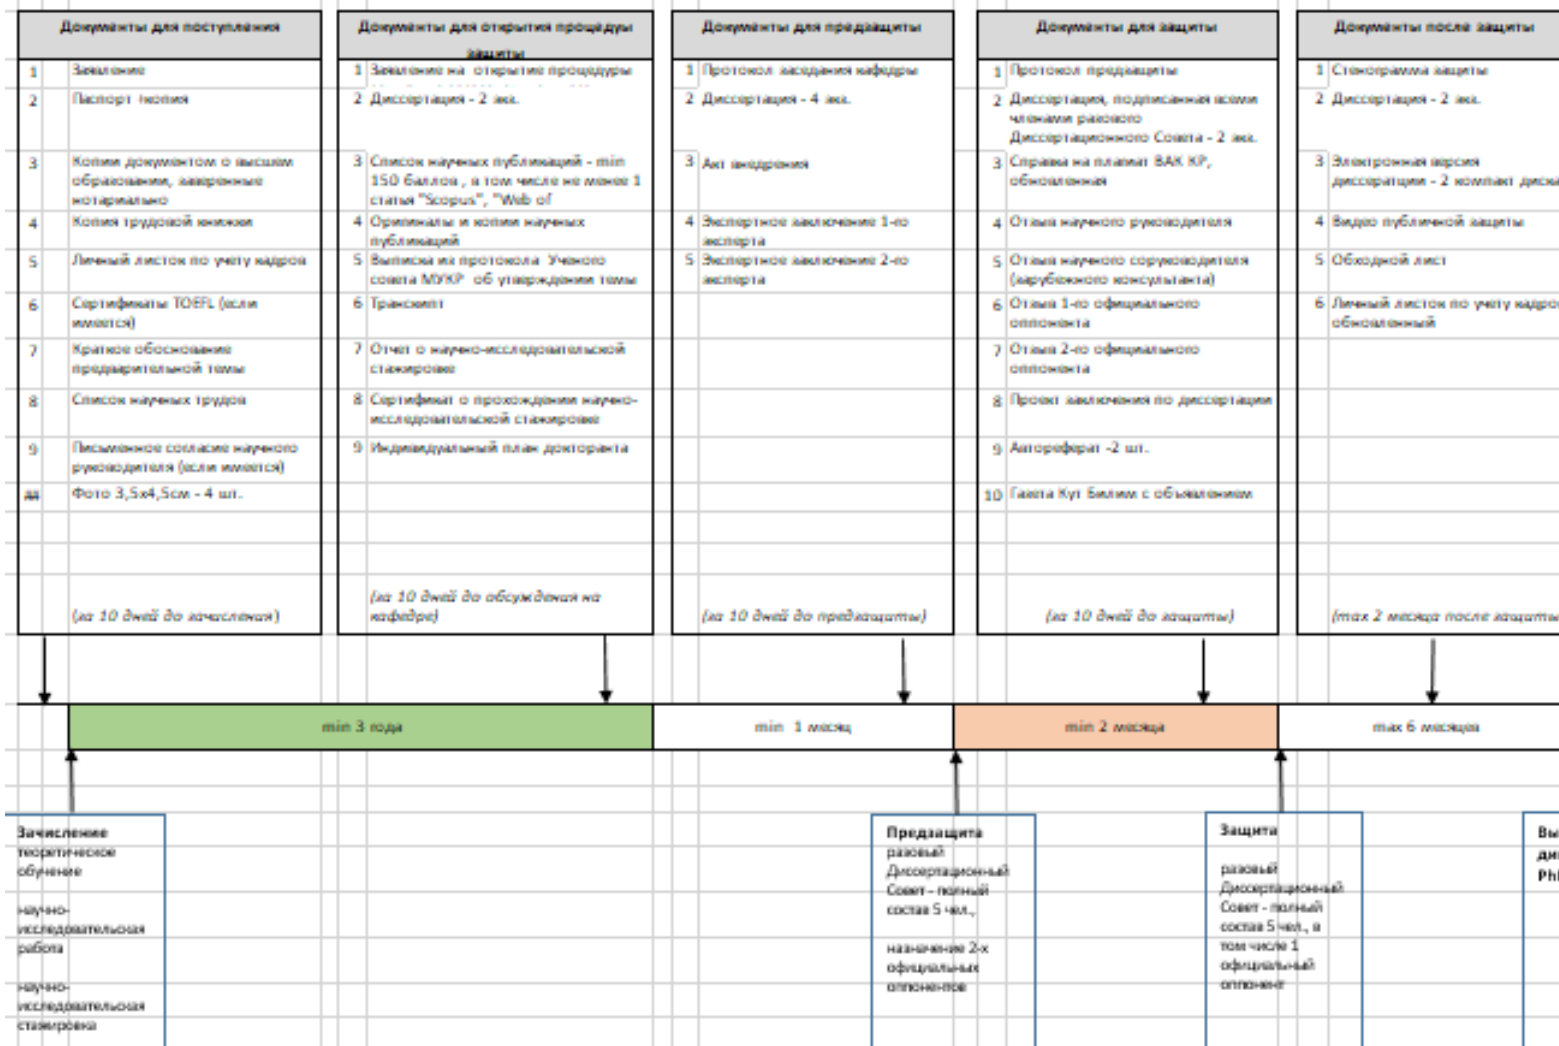 Документы для поступления
1 Заявление
2 Паспорт +копия
3 Копии документом о высшем
образовании, заверенные
нотариально
4 Копия трудовой книжки
5 Личный листок по учету кадров
6 Сертификаты TOEFL (если
имеется)
7 Краткое обоснование
предварительной темы
8 Список научных трудов
9 Письменное согласие научного
руководителя (если имеется)
## Фото 3,5х4,5см - 4 шт.
(за 10 дней до зачисления)
Документы для открытия процедуы
защиты
1 Заявление на открытие процедуры
2 Диссертация - 2 экз.
3 Список научных публикаций - min
150 баллов , в том числе не менее 1
статья "Scopus", "Web of
4 Оригиналы и копии научных
публикаций
5 Выписка из протокола Ученого
совета МУКР об утверждении темы
6 Транскипт
7 Отчет о научно-исследовательской
стажировке
8 Сертификат о прохождении научно-
исследовательской стажировке
9 Индивидуальный план докторанта
(за 10 дней до обсуждения на
кафедре)
Документы для предзащиты
1 Протокол заседания кафедры
2 Диссертация - 4 экз.
3 Акт внедрения
4 Экспертное заключение 1-го
эксперта
5 Экспертное заключение 2-го
эксперта
(за 10 дней до предзащиты)
Документы для защиты
1 Протокол предзащиты
2 Диссертация, подписанная всеми
членами разового
Диссертационного Совета - 2 экз.
3 Справка на плагиат ВАК КР,
обновленная
4 Отзыв научного руководителя
5 Отзыв научного соруководителя
(зарубежного консультанта)
6 Отзыв 1-го официального
оппонента
7 Отзыв 2-го официального
оппонента
8 Проект заключения по диссертации
9 Автореферат -2 шт.
10 Газета Кут Билим с объявлением
(за 10 дней до защиты)
Документы после защиты
1 Стенограмма защиты
2 Диссертация - 2 экз.
3 Электронная версия
диссератции - 2 компакт диска
4 Видео публичной защиты
5 Обходной лист
6 Личный листок по учету кадро
обновленный
(max 2 месяца после защиты
min 3 года
min 1 месяц
min 2 месяца
max 6 месяцев
Зачисление
теоретическое
обучение
научно-
исследовательская
работа
научно-
исследовательская
стажировка
Предзащита
разовый
Диссертационный
Совет - полный
состав 5 чел.,
назначение 2-х
официальных
оппонентов
Защита
разовый
Диссертационный
Совет - полный
состав 5 чел., в
том числе 1
официальный
оппонент
Вы
ди
Ph